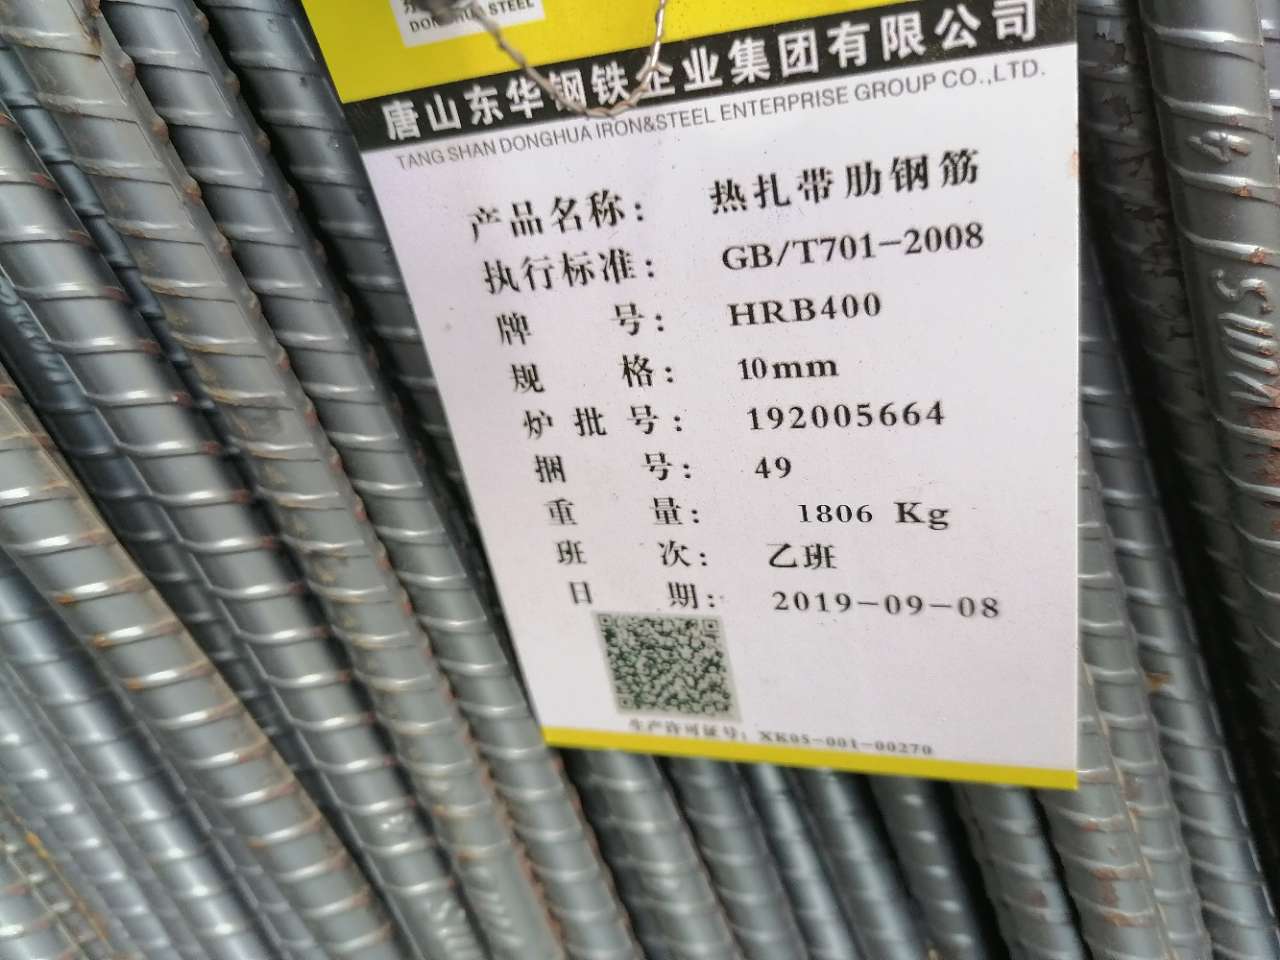 DONGHUA STEEL
唐山东华钢铁企业集团有限公司
TANG SHAN DONGHUA IRON&STEEL ENTERPRISE GROUP CO.,LTD.
产品名称： 热扎带肋钢筋
执行标准： GB/T701-2008
牌 号： HRB400
规 格： 10mm
炉批号： 192005664
捆 号： 49
重 量： 1806 Kg
班 次： 乙班
日 期： 2019-09-08
生产许可证号：XK05-001-00270
4